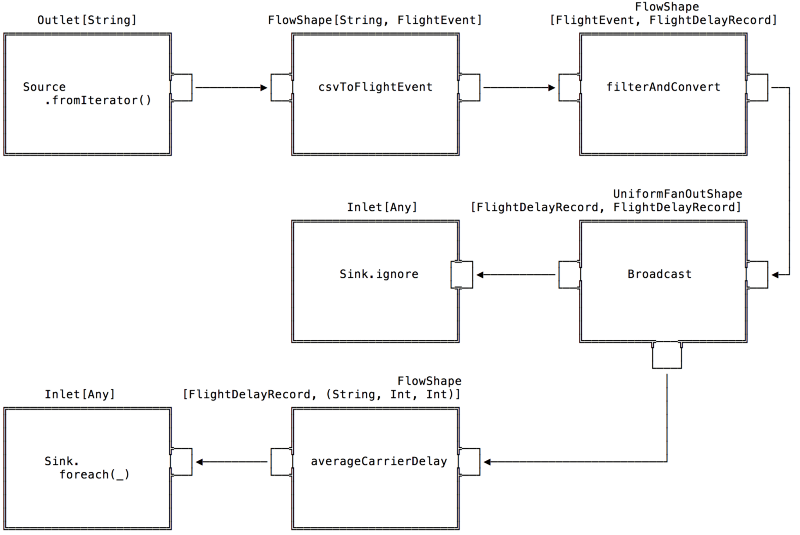 Outlet[String]
Source
.fromIterator()
FlowShape[String, FlightEvent]
csvToFlightEvent
FlowShape
[FlightEvent, FlightDelayRecord]
filterAndConvert
Inlet[Any]
Sink.ignore
UniformFanOutShape
[FlightDelayRecord, FlightDelayRecord]
Broadcast
Inlet[Any]
Sink.
foreach(_)
FlowShape
[FlightDelayRecord, (String, Int, Int)]
averageCarrierDelay